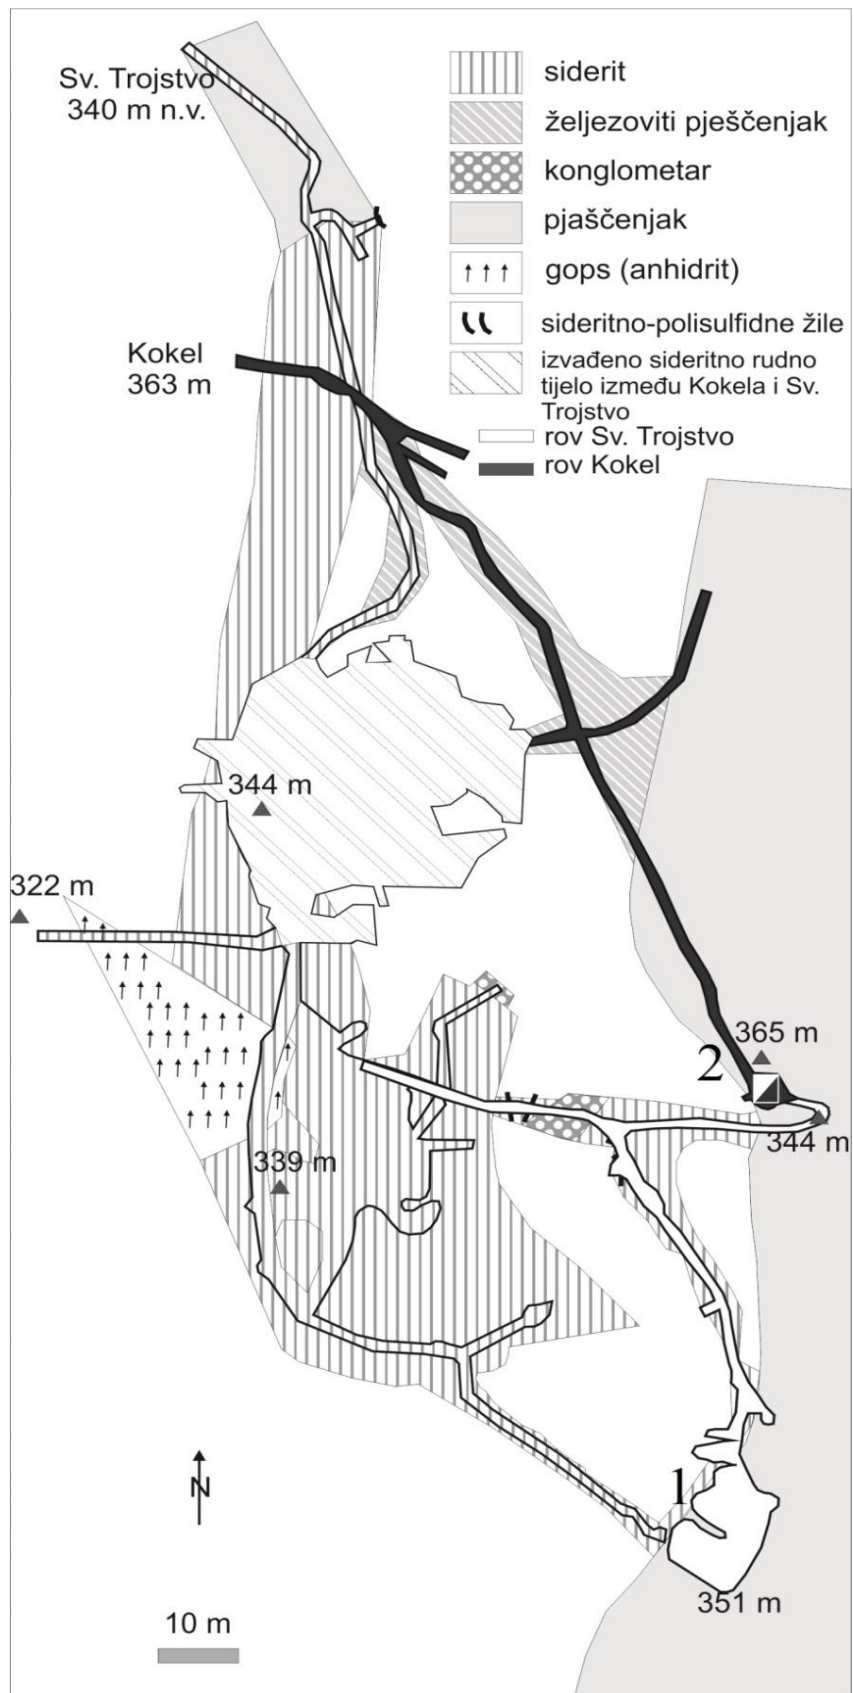 Sv. Trojstvo
340 m n.v.
siderit
željezoviti pješčenjak
konglometar
pjaščenjak
gops (anhidrit)
sideritno-polisulfidne žile
izvađeno sideritno rudno
tijelo između Kokela i Sv.
Trojstvo
rov Sv. Trojstvo
rov Kokel
Kokel
363 m
344 m
322 m
365 m
2
344 m
339 m
1
N
351 m
10 m